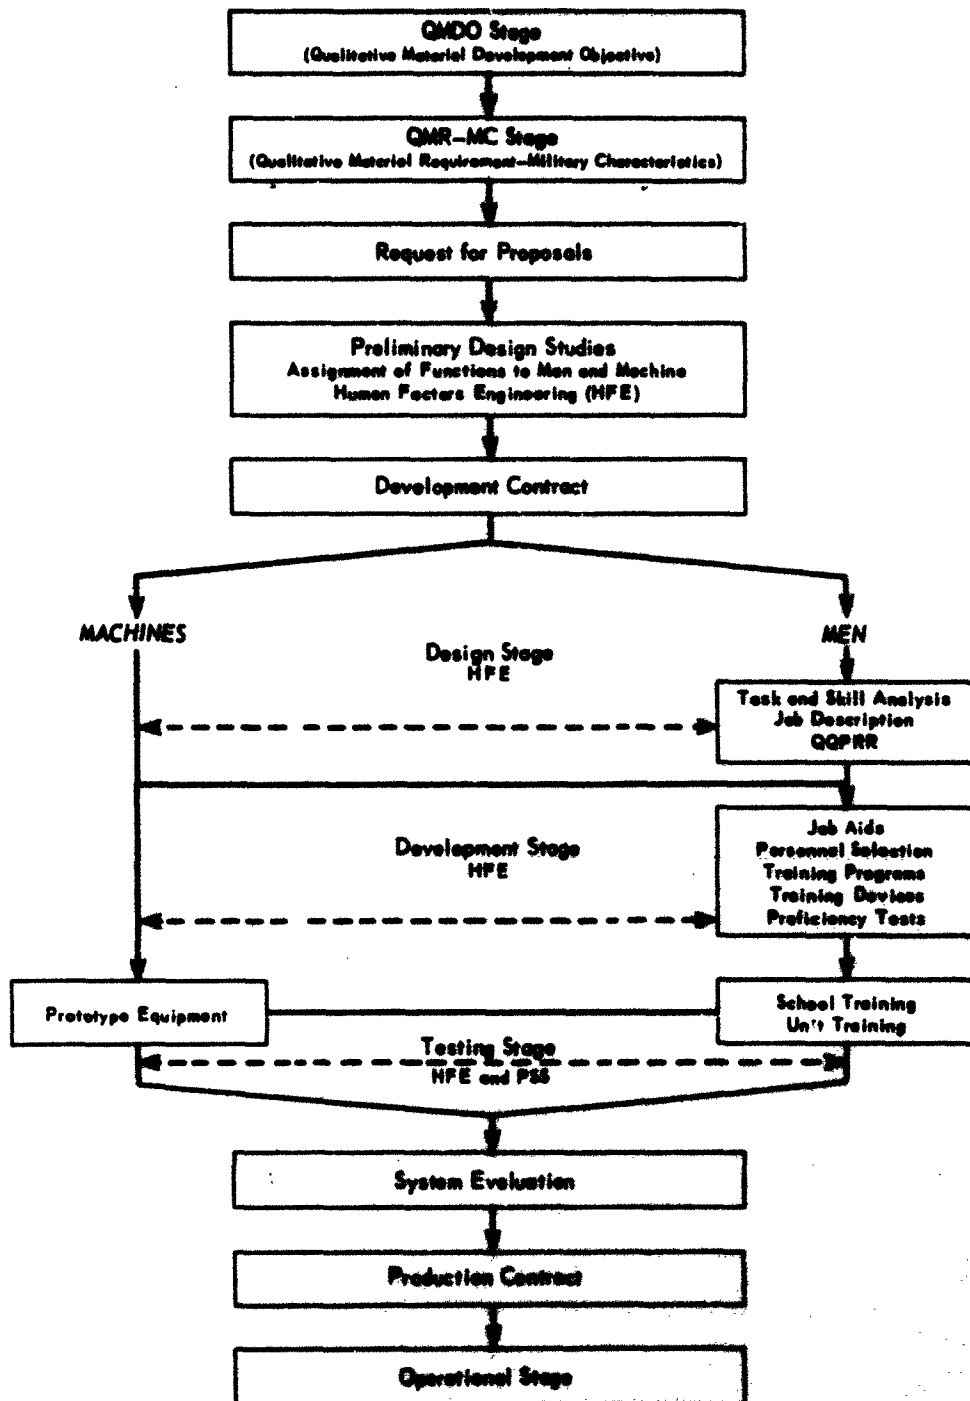 QMDO Stage
(Qualitative Material Development Objective)
QMR-MC Stage
(Qualitative Material Requirement-Military Characteristics)
Request for Proposals
Preliminary Design Studies
Assignment of Functions to Men and Machine
Human Factors Engineering (HFE)
Development Contract
MACHINES
MEN
Design Stage
HFE
Task and Skill Analysis
Job Description
QQPRR
Development Stage
HFE
Job Aids
Personnel Selection
Training Programs
Training Devices
Proficiency Tests
Prototype Equipment
School Training
Unit Training
Testing Stage
HFE and PSS
System Evaluation
Production Contract
Operational Stage